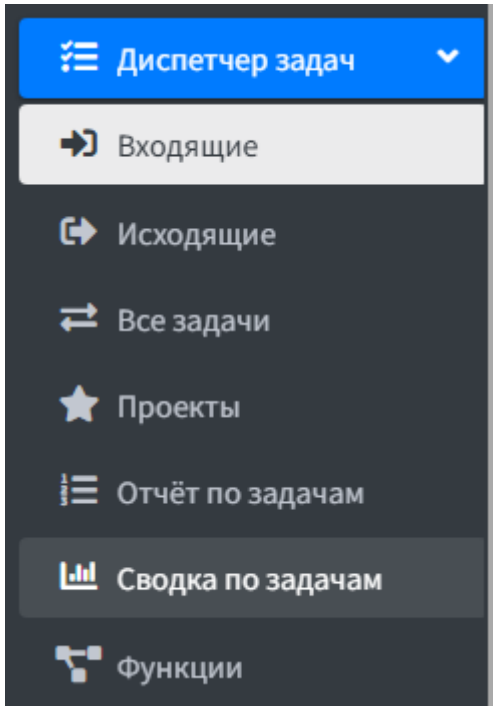 Диспетчер задач
Входящие
Исходящие
Все задачи
Проекты
Отчёт по задачам
Сводка по задачам
Функции